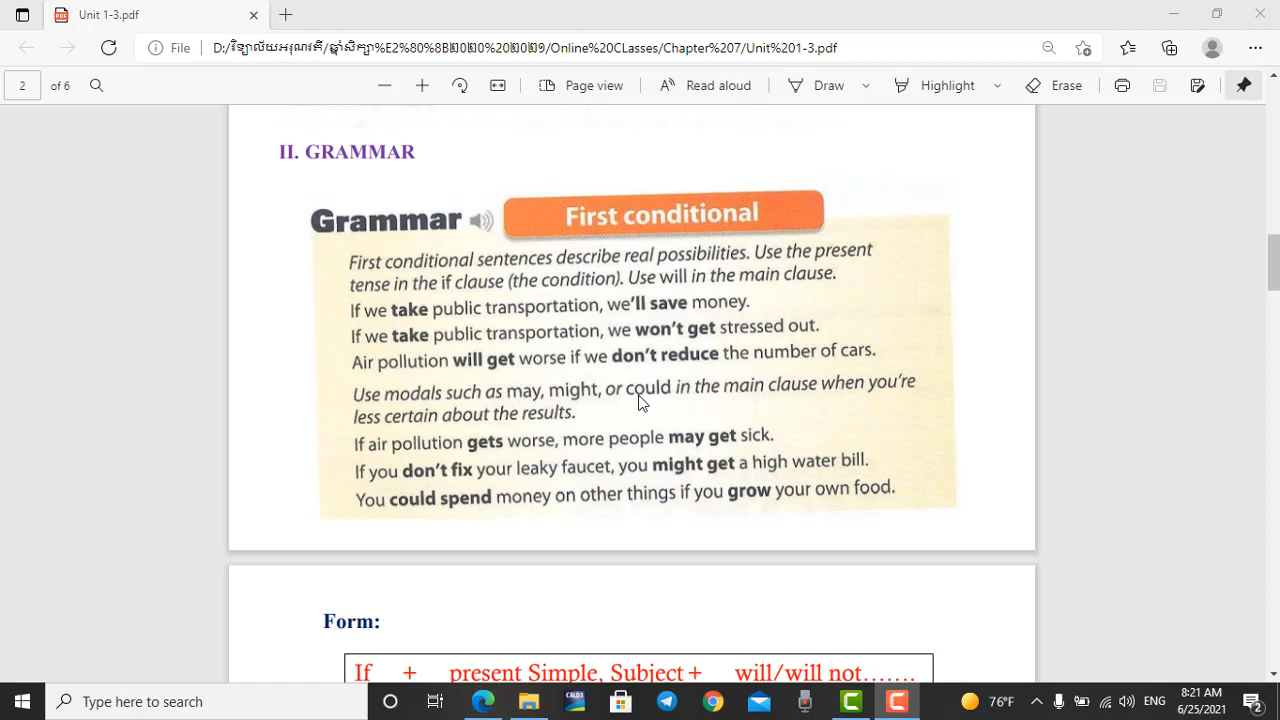 Unit 1-3.pdf
File
2
of 6
Page view
Read aloud
Draw
Highlight
Erase
II. GRAMMAR
Grammar
First conditional
First conditional sentences describe real possibilities. Use the present
tense in the if clause (the condition). Use will in the main clause.
If we take public transportation, we'll save money.
If we take public transportation, we won't get stressed out.
Air pollution will get worse if we don't reduce the number of cars.
Use modals such as may, might, or could in the main clause when you're
less certain about the results.
If air pollution gets worse, more people may get sick.
If you don't fix your leaky faucet, you might get a high water bill.
You could spend money on other things if you grow your own food.
Form:
If + present Simple, Subject + will/will not.......
Type here to search
CALD3
76°F
ENG
8:21 AM
6/25/2021
2